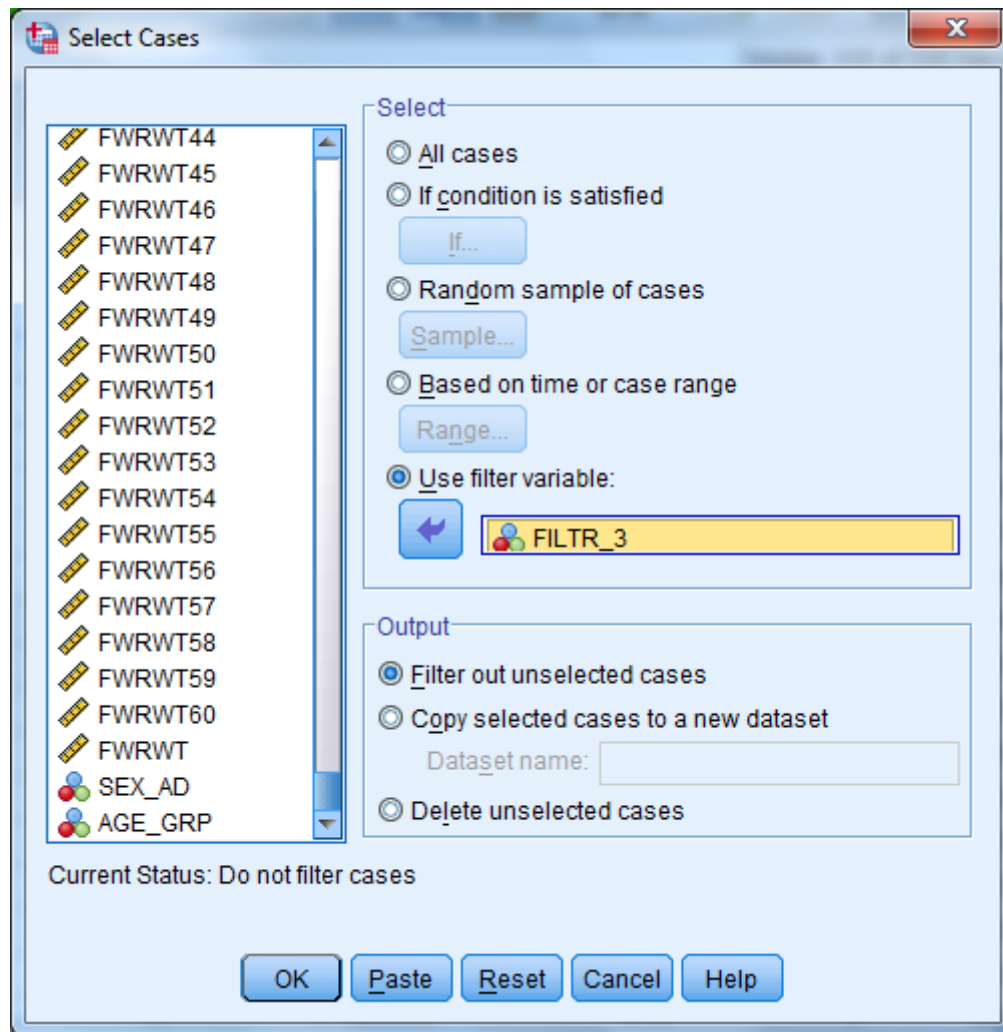 Select Cases
FWRWT44
FWRWT45
FWRWT46
FWRWT47
FWRWT48
FWRWT49
FWRWT50
FWRWT51
FWRWT52
FWRWT53
FWRWT54
FWRWT55
FWRWT56
FWRWT57
FWRWT58
FWRWT59
FWRWT60
FWRWT
SEX_AD
AGE_GRP
Select
All cases
If condition is satisfied
If...
Random sample of cases
Sample...
Based on time or case range
Range...
Use filter variable:
FILTR_3
Output
Filter out unselected cases
Copy selected cases to a new dataset
Dataset name:
Delete unselected cases
Current Status: Do not filter cases
OK Paste Reset Cancel Help